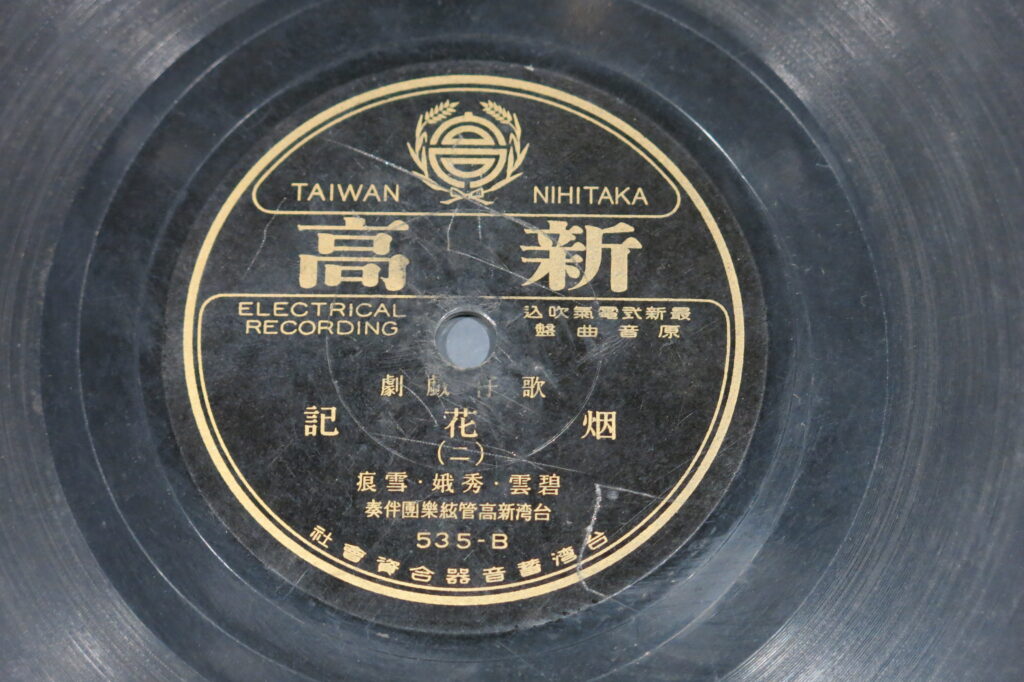 TAIWAN NIHITAKA
新高
ELECTRICAL
RECORDING
最新式電氣吹込
原音曲盤
歌仔戲劇
烟花記
(二)
碧雲・秀娥・雪痕
台湾新高管絃樂團伴奏
535-B
台湾蓄音器合資會社